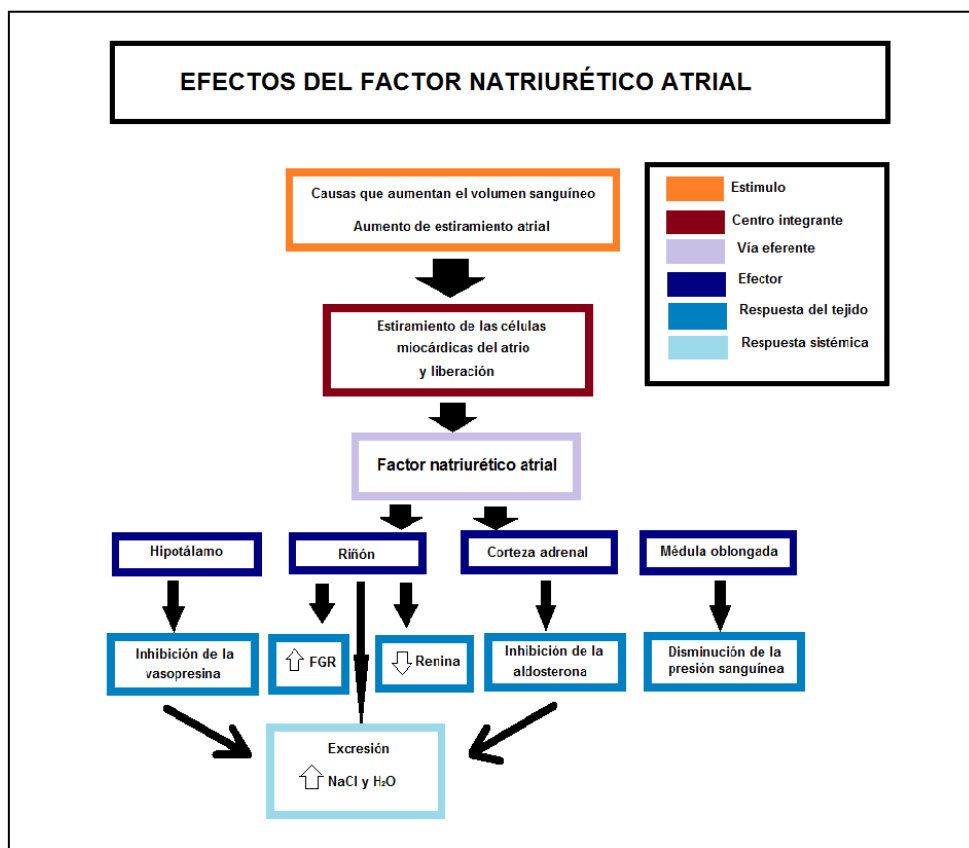 EFECTOS DEL FACTOR NATRIURÉTICO ATRIAL
Causas que aumentan el volumen sanguíneo
Aumento de estiramiento atrial
Estimulo
Centro integrante
Vía eferente
Efector
Respuesta del tejido
Respuesta sistémica
Estiramiento de las células
miocárdicas del atrio
y liberación
Factor natriurético atrial
Hipotálamo
Riñón
Corteza adrenal
Médula oblongada
Inhibición de la
vasopresina
FGR
Renina
Inhibición de la
aldosterona
Disminución de la
presión sanguínea
Excresión
NaCl y H₂O